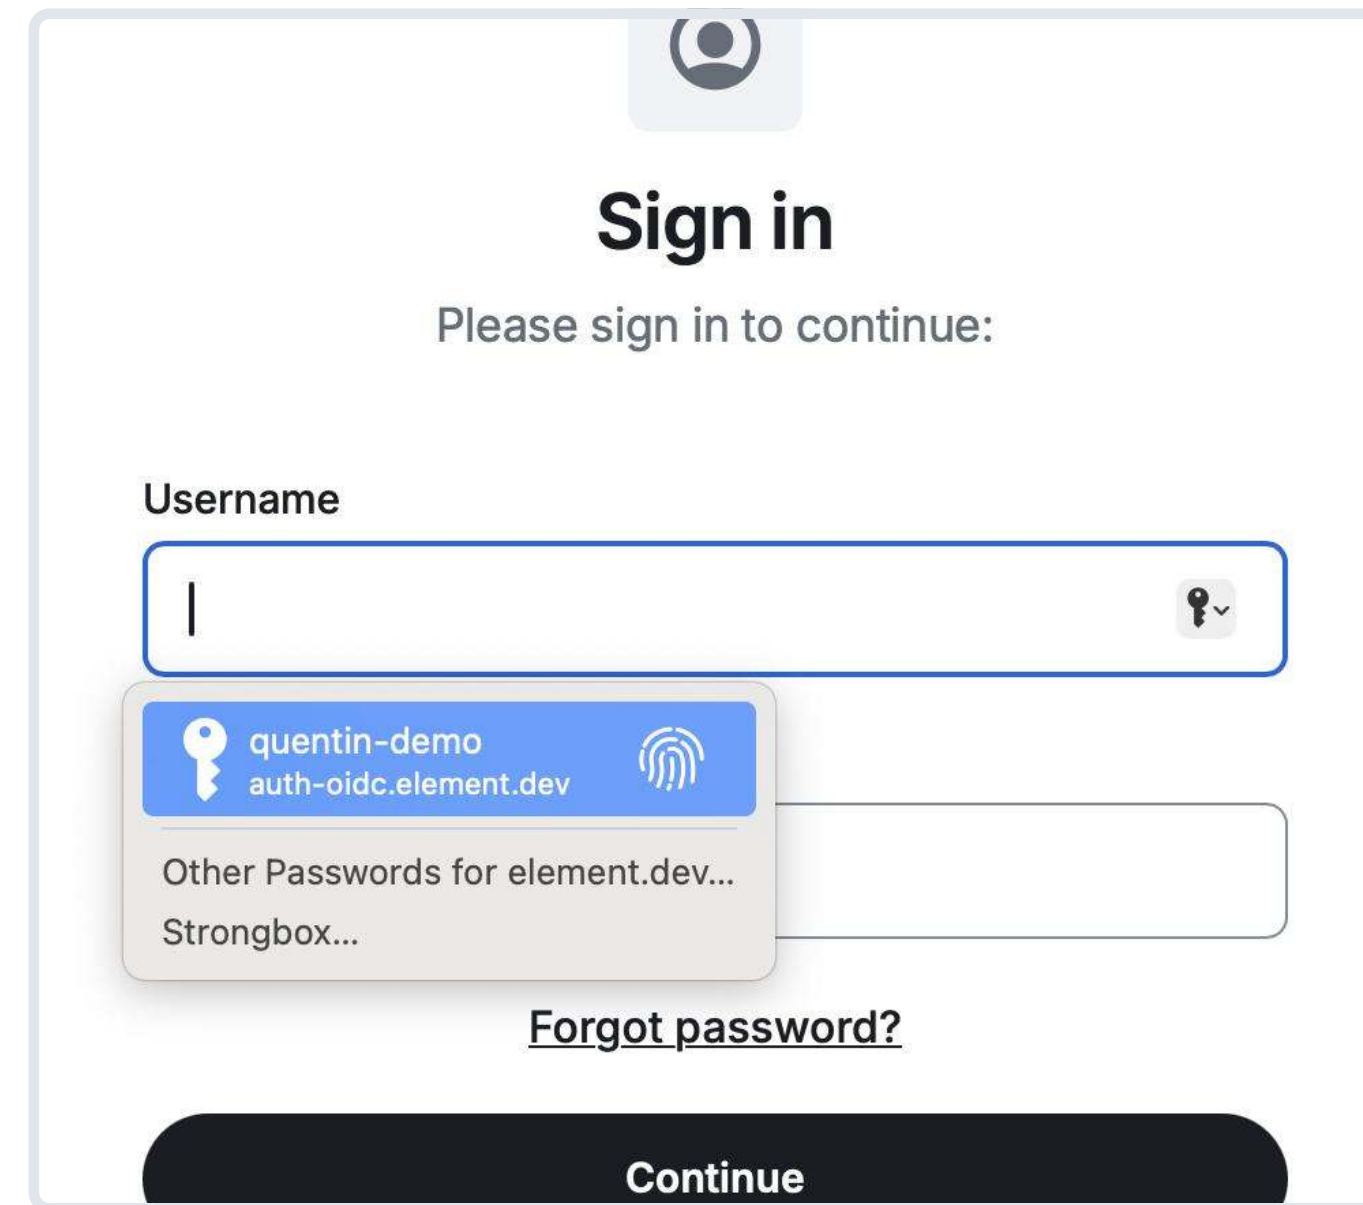 Sign in
Please sign in to continue:
Username
quentin-demo
auth-oidc.element.dev
Other Passwords for element.dev...
Strongbox...
Forgot password?
Continue